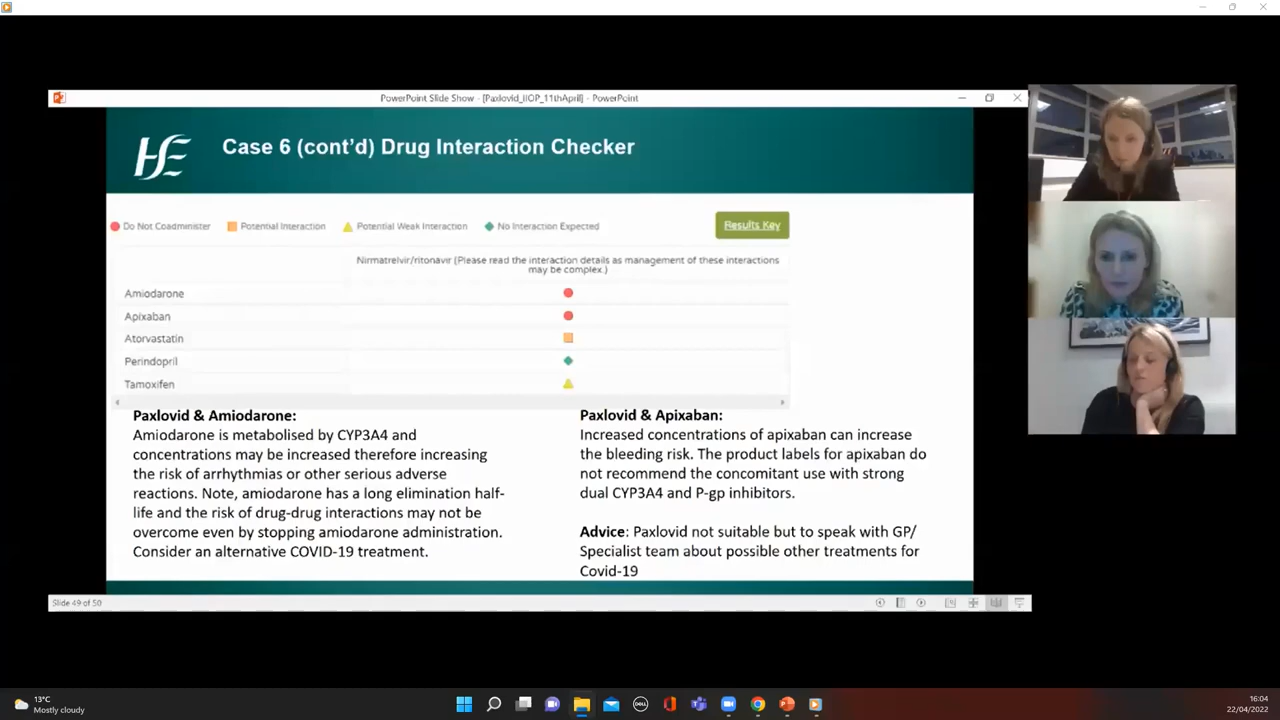 PowerPoint Slide Show - [Paxlovid_IIOP_11thApril] - PowerPoint
Case 6 (cont'd) Drug Interaction Checker
Do Not Coadminister
Potential Interaction
Potential Weak Interaction
No Interaction Expected
Results Key
Nirmatrelvir/ritonavir (Please read the interaction details as management of these interactions
may be complex.)
Amiodarone
Apixaban
Atorvastatin
Perindopril
Tamoxifen
Paxlovid & Amiodarone:
Amiodarone is metabolised by CYP3A4 and
concentrations may be increased therefore increasing
the risk of arrhythmias or other serious adverse
reactions. Note, amiodarone has a long elimination half-
life and the risk of drug-drug interactions may not be
overcome even by stopping amiodarone administration.
Consider an alternative COVID-19 treatment.
Paxlovid & Apixaban:
Increased concentrations of apixaban can increase
the bleeding risk. The product labels for apixaban do
not recommend the concomitant use with strong
dual CYP3A4 and P-gp inhibitors.
Advice: Paxlovid not suitable but to speak with GP/
Specialist team about possible other treatments for
Covid-19
Slide 49 of 50
13°C
Mostly cloudy
DELL
16:04
22/04/2022